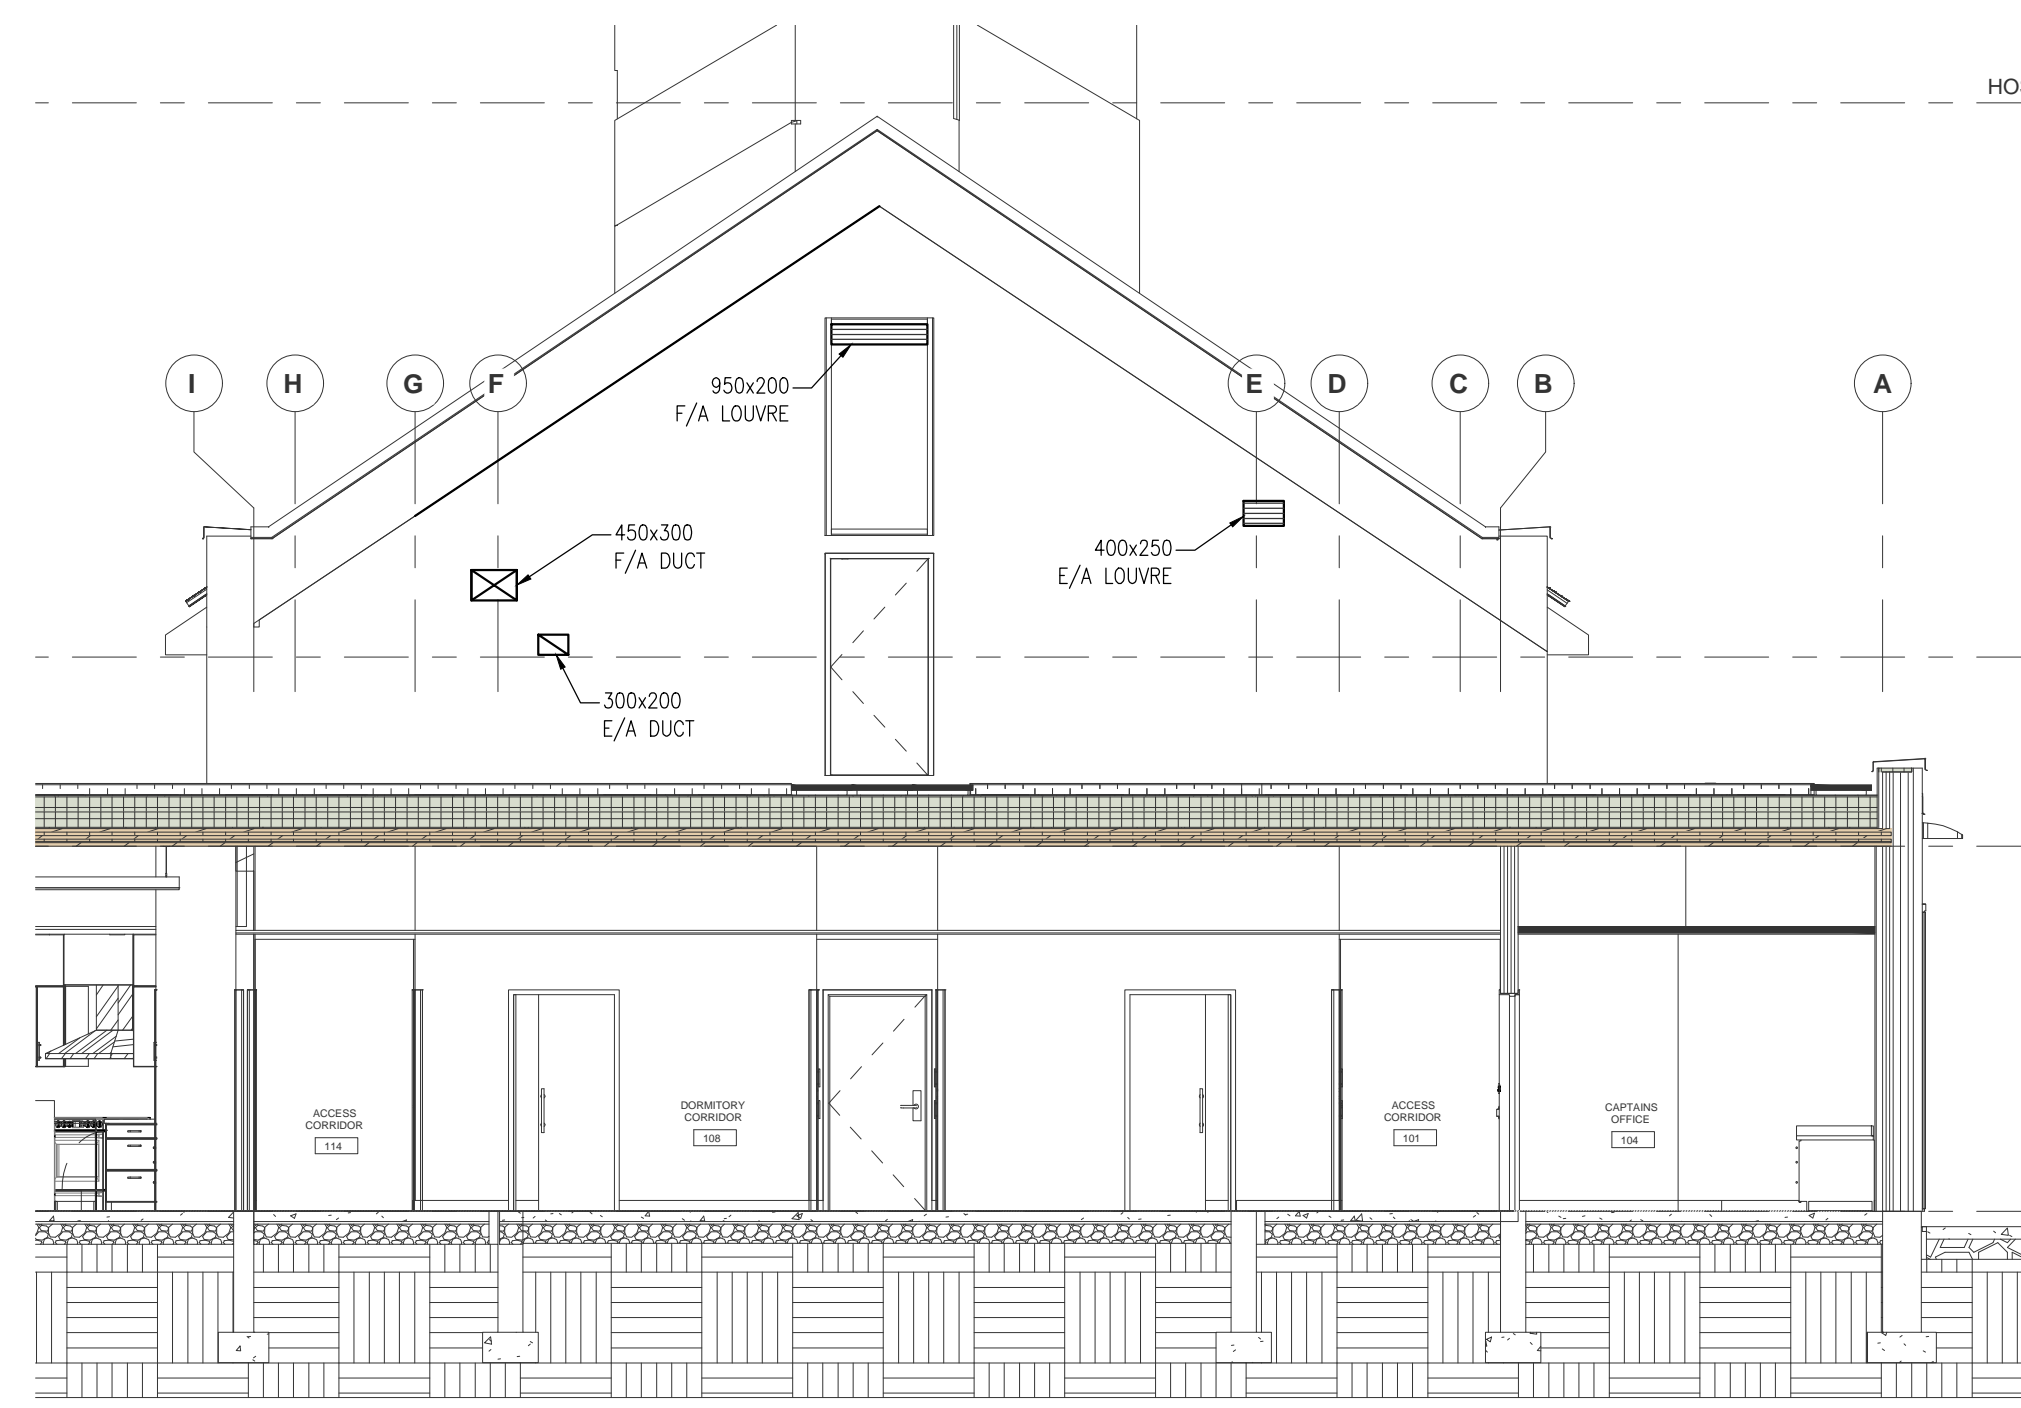 HO
I
H
G
F
E
D
C
B
A
950x200
F/A LOUVRE
450x300
F/A DUCT
400x250
E/A LOUVRE
300x200
E/A DUCT
ACCESS
CORRIDOR
114
DORMITORY
CORRIDOR
108
ACCESS
CORRIDOR
101
CAPTAINS
OFFICE
104